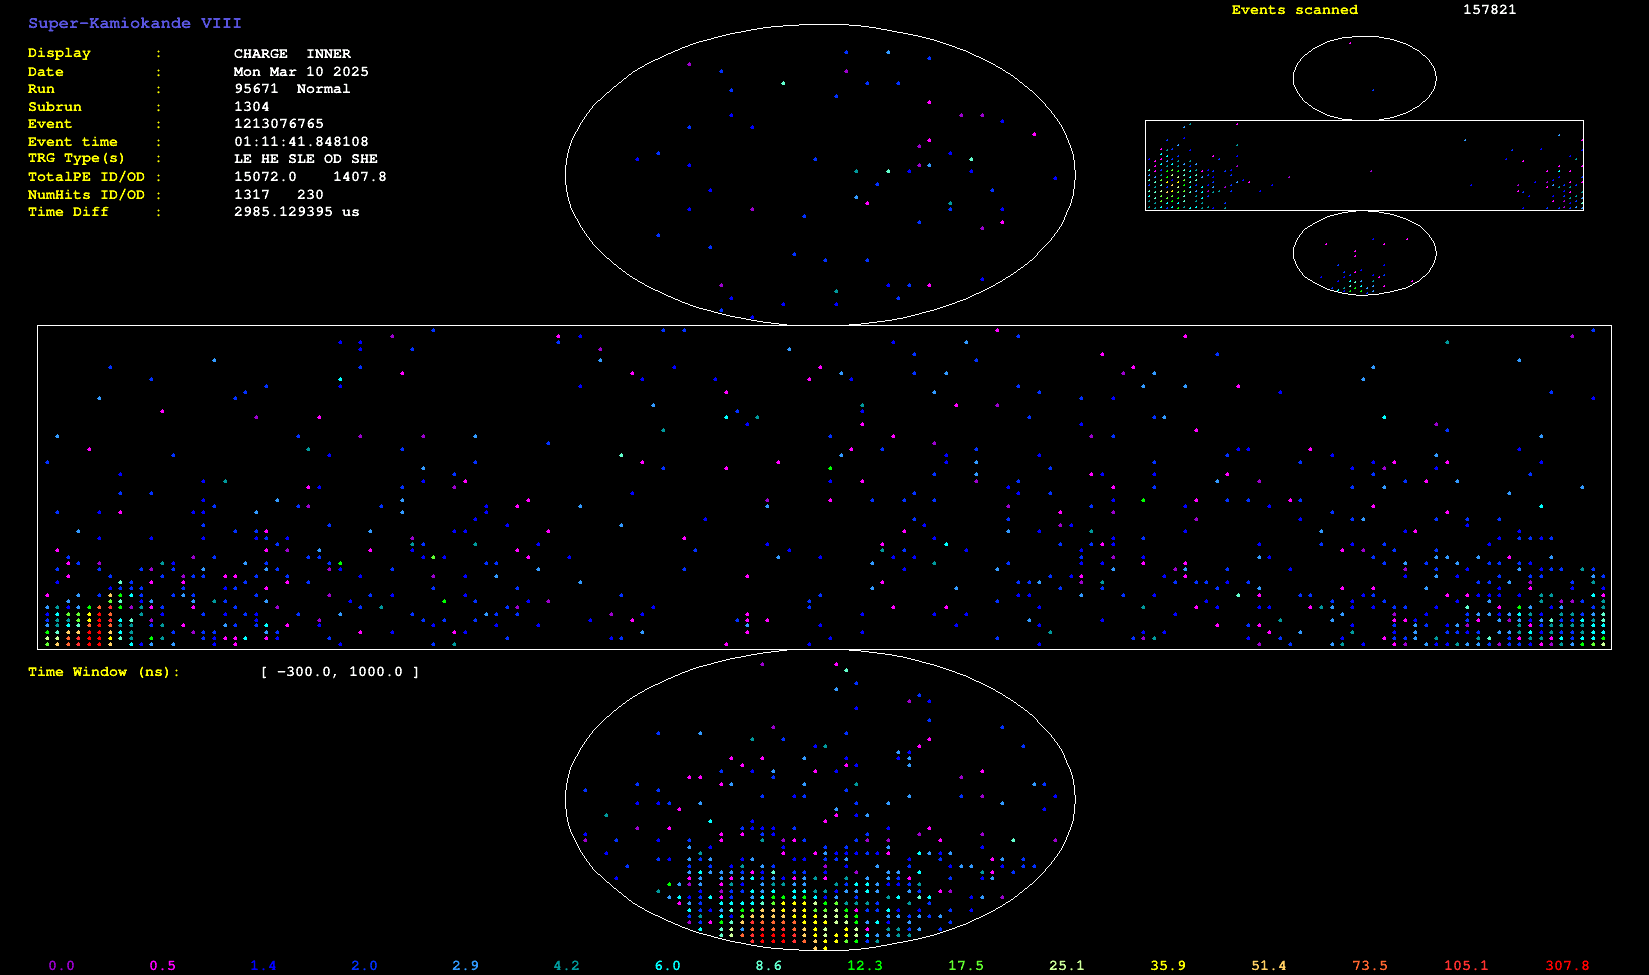 Super-Kamiokande VIII
Events scanned 157821
Display : CHARGE INNER
Date : Mon Mar 10 2025
Run : 95671 Normal
Subrun : 1304
Event : 1213076765
Event time : 01:11:41.848108
TRG Type(s) : LE HE SLE OD SHE
TotalPE ID/OD : 15072.0 1407.8
NumHits ID/OD : 1317 230
Time Diff : 2985.129395 us
Time Window (ns): [ -300.0, 1000.0 ]
0.0 0.5 1.4 2.0 2.9 4.2 6.0 8.6 12.3 17.5 25.1 35.9 51.4 73.5 105.1 307.8